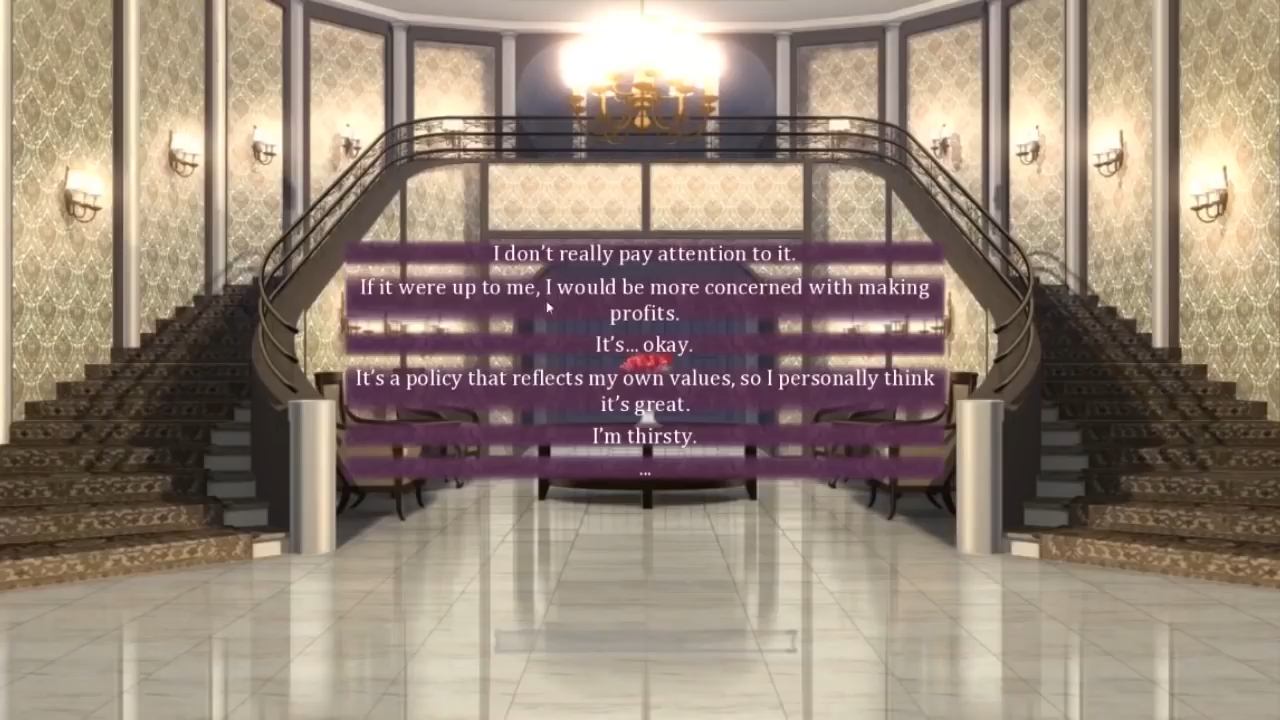 I don’t really pay attention to it.
If it were up to me, I would be more concerned with making
profits.
It’s... okay.
It’s a policy that reflects my own values, so I personally think
it’s great.
I’m thirsty.
...